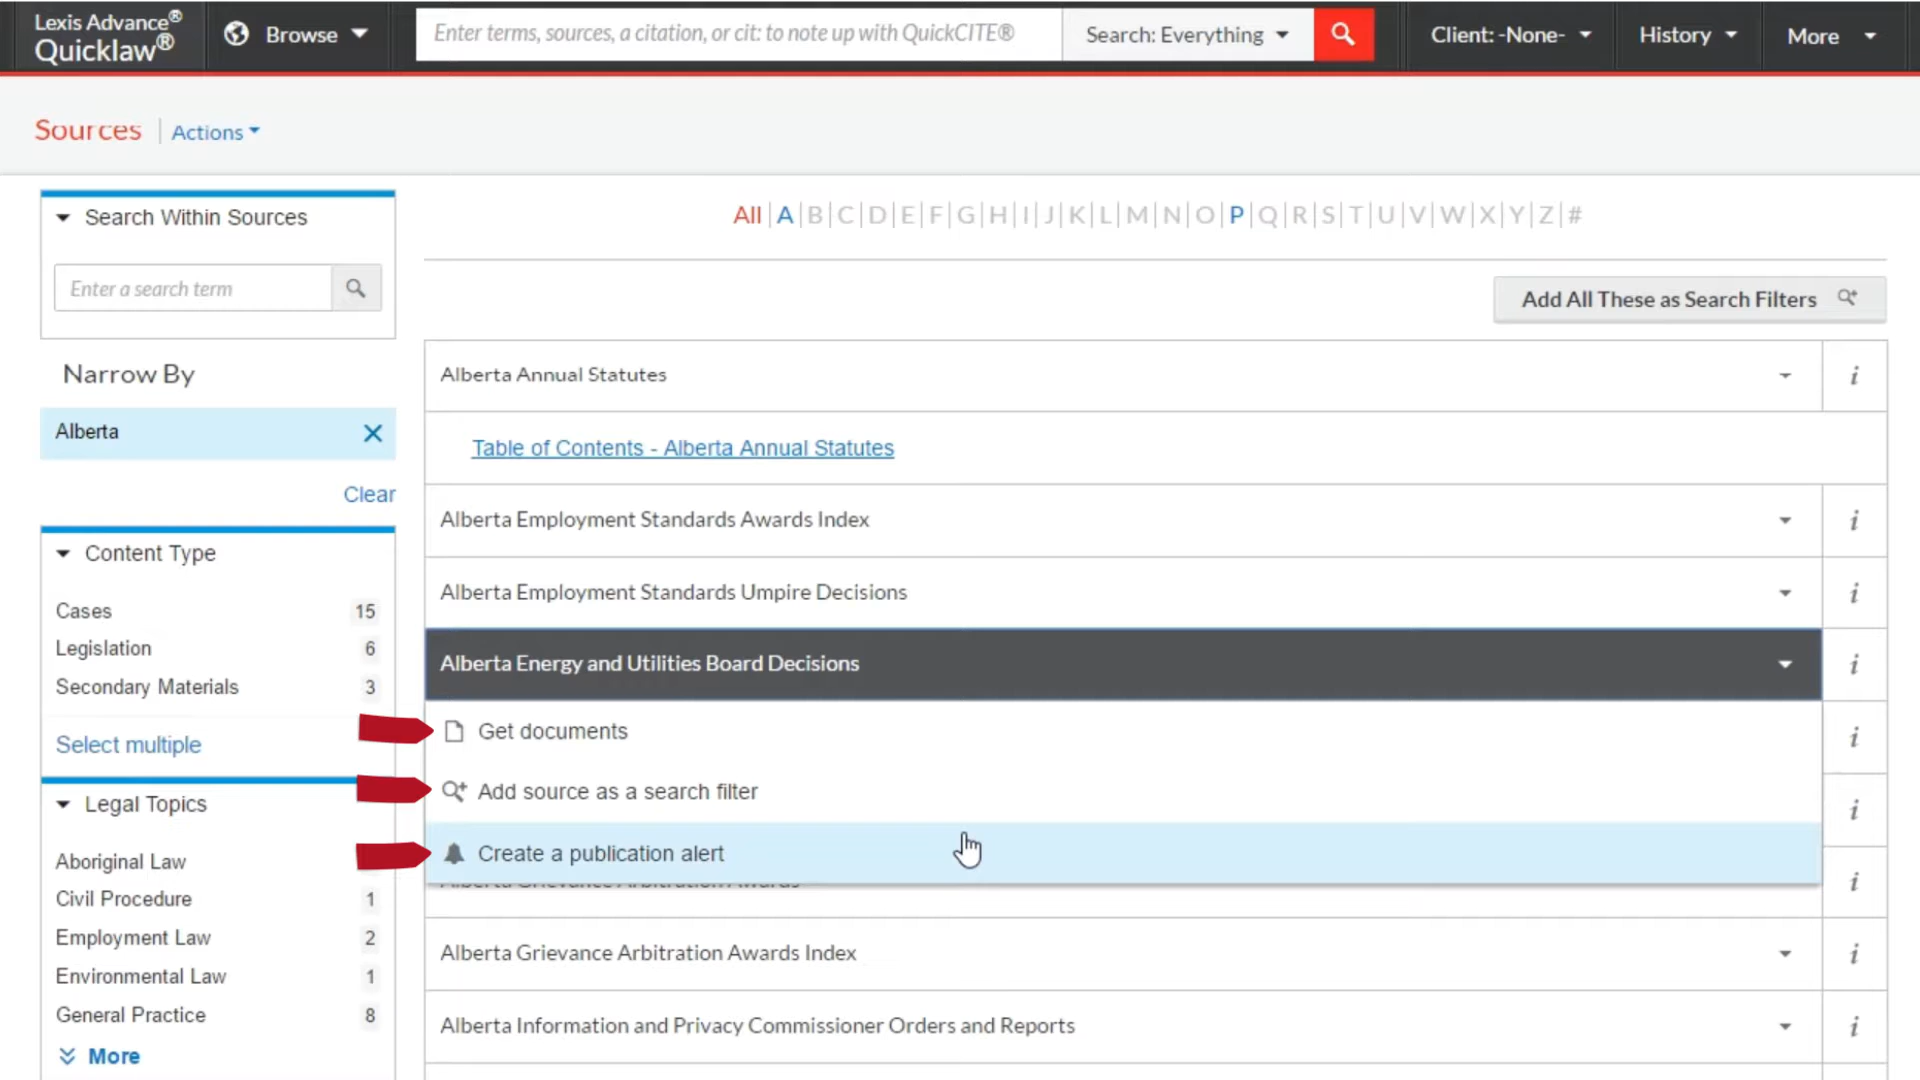 Lexis Advance®
Quicklaw®
Browse
Enter terms, sources, a citation, or cit: to note up with QuickCITE®
Search: Everything
Client: -None-
History
More
Sources
Actions
Search Within Sources
Enter a search term
Narrow By
Alberta
Clear
Content Type
Cases 15
Legislation 6
Secondary Materials 3
Select multiple
Legal Topics
Aboriginal Law
Civil Procedure 1
Employment Law 2
Environmental Law 1
General Practice 8
More
All | A | B | C | D | E | F | G | H | I | J | K | L | M | N | O | P | Q | R | S | T | U | V | W | X | Y | Z | #
Add All These as Search Filters
Alberta Annual Statutes i
Table of Contents - Alberta Annual Statutes
Alberta Employment Standards Awards Index i
Alberta Employment Standards Umpire Decisions i
Alberta Energy and Utilities Board Decisions i
Get documents i
Add source as a search filter i
Create a publication alert
Alberta Grievance Arbitration Awards i
Alberta Grievance Arbitration Awards Index i
Alberta Information and Privacy Commissioner Orders and Reports i